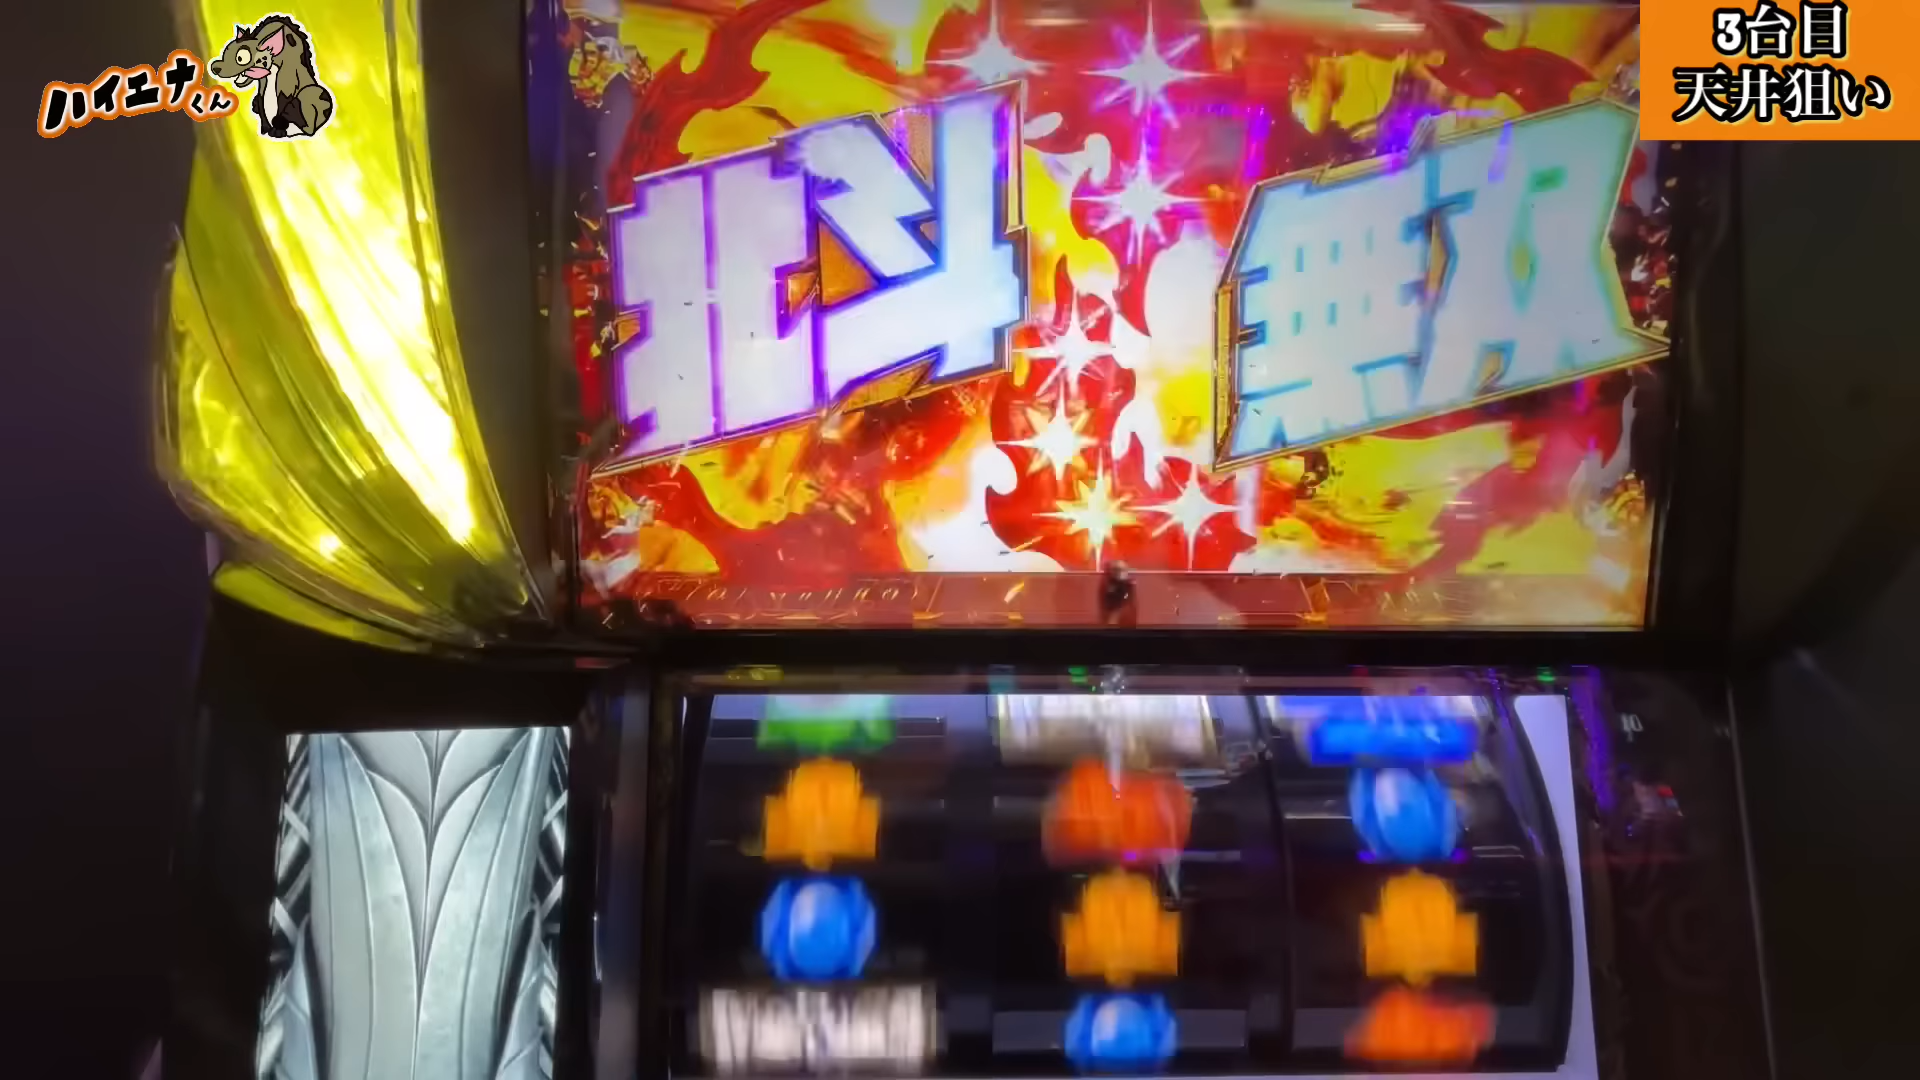 ハイエナくん
3台目
天井狙い
北斗
無双